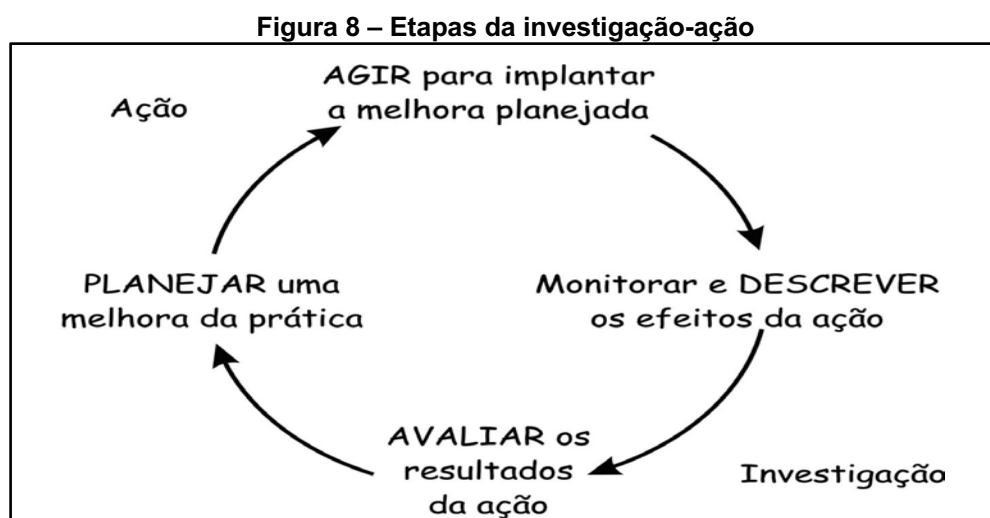 Figura 8 – Etapas da investigação-ação
AGIR para implantar
a melhora planejada
Ação
PLANEJAR uma
melhora da prática
Monitorar e DESCREVER
os efeitos da ação
AVALIAR os
resultados
da ação
Investigação